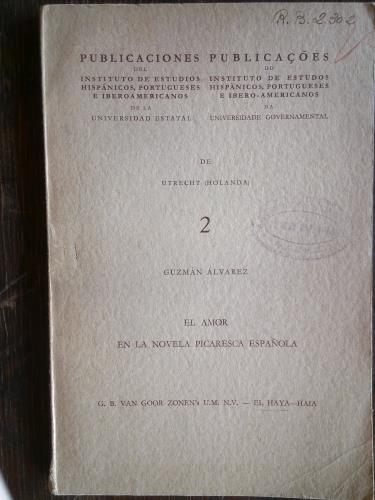 R. B. 2.302
PUBLICACIONES
DEL
INSTITUTO DE ESTUDIOS
HISPÁNICOS, PORTUGUESES
E IBEROAMERICANOS
DE LA
UNIVERSIDAD ESTATAL
PUBLICAÇÕES
DO
INSTITUTO DE ESTUDOS
HISPÂNICOS, PORTUGUESES
E IBERO-AMERICANOS
DA
UNIVERSIDADE GOVERNAMENTAL
DE
UTRECHT (HOLANDA)
2
GUZMÁN ÁLVAREZ
EL AMOR
EN LA NOVELA PICARESCA ESPAÑOLA
G. B. VAN GOOR ZONEN's U.M. N.V. — EL HAYA—HAIA